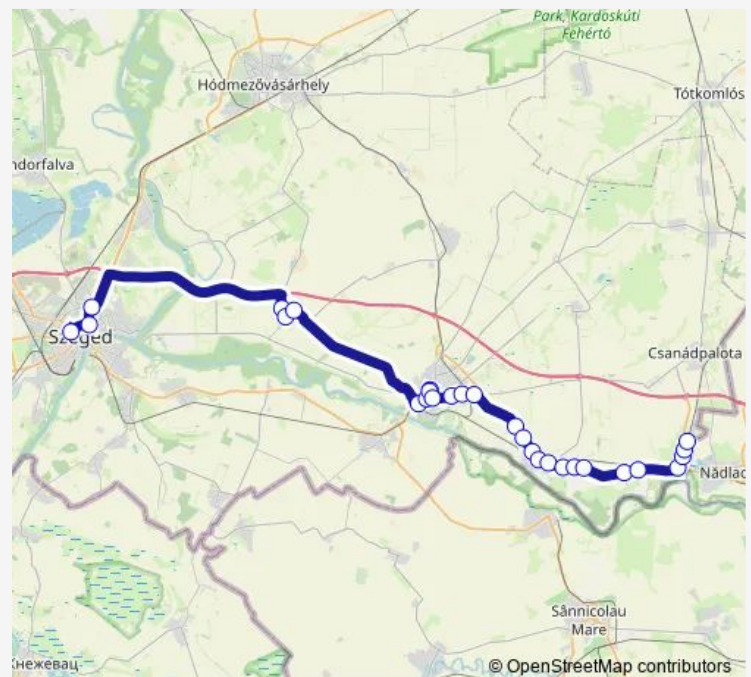 Park, Kardoskúti
Fehértó
Hódmezővásárhely
Tótkomlós
ndorfalva
Szeged
Csanádpalota
Nădlac
Sânnicolau
Mare
Кнежевац
© OpenStreetMap contributors